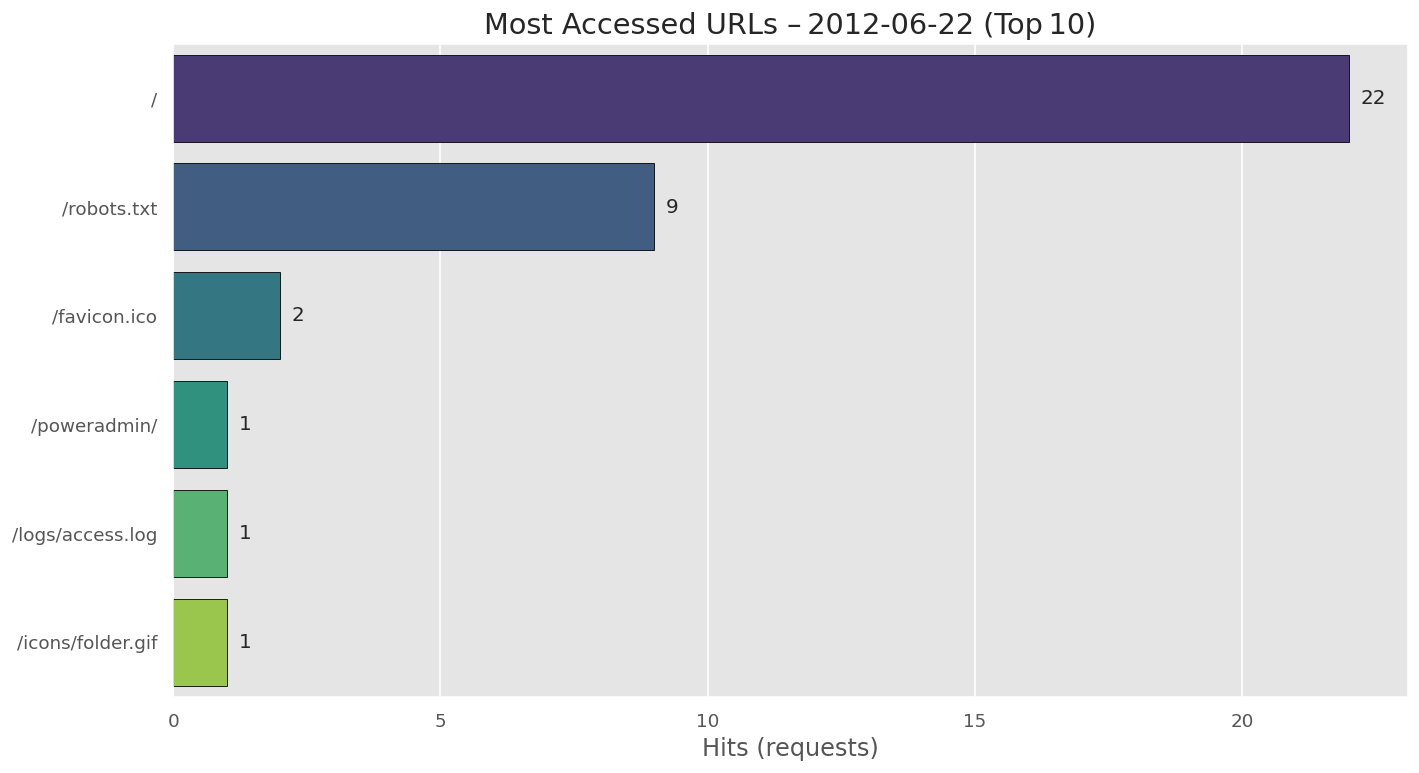 Most Accessed URLs – 2012-06-22 (Top 10)
/ 22
/robots.txt 9
/favicon.ico 2
/poweradmin/ 1
/logs/access.log 1
/icons/folder.gif 1
0 5 10 15 20
Hits (requests)